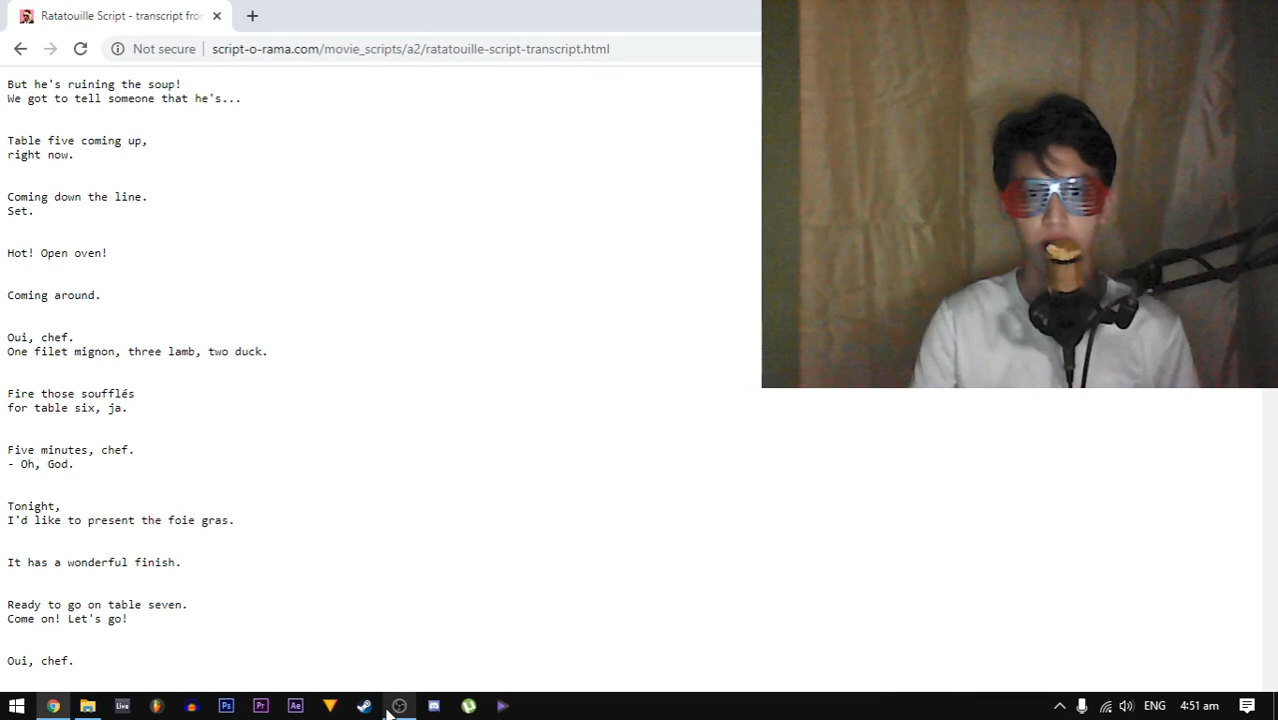 Ratatouille Script - transcript fro
Not secure
script-o-rama.com/movie_scripts/a2/ratatouille-script-transcript.html
But he's ruining the soup!
We got to tell someone that he's...
Table five coming up,
right now.
Coming down the line.
Set.
Hot! Open oven!
Coming around.
Oui, chef.
One filet mignon, three lamb, two duck.
Fire those soufflés
for table six, ja.
Five minutes, chef.
- Oh, God.
Tonight,
I'd like to present the foie gras.
It has a wonderful finish.
Ready to go on table seven.
Come on! Let's go!
Oui, chef.
Live
Ps
Pr
Ae
ENG
4:51 am